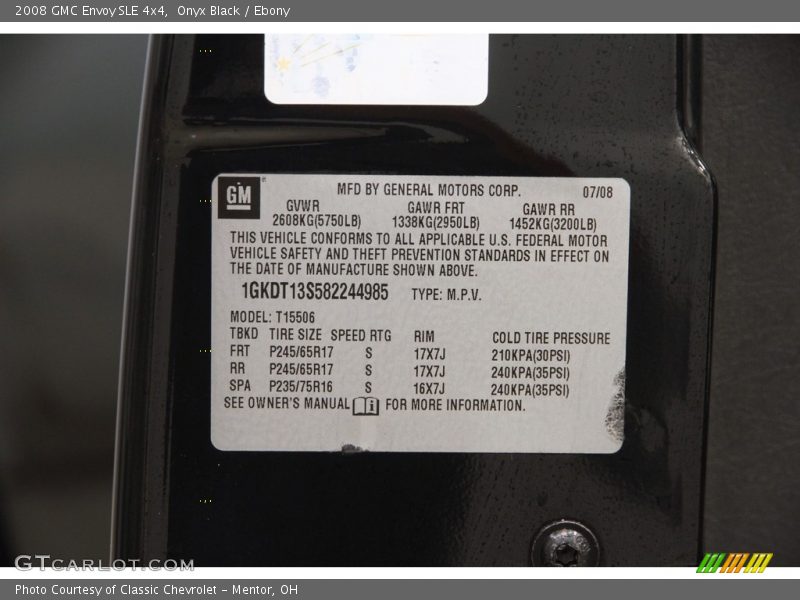 2008 GMC Envoy SLE 4x4, Onyx Black / Ebony
GM
MFD BY GENERAL MOTORS CORP. 07/08
GVWR GAWR FRT GAWR RR
2608KG(5750LB) 1338KG(2950LB) 1452KG(3200LB)
THIS VEHICLE CONFORMS TO ALL APPLICABLE U.S. FEDERAL MOTOR
VEHICLE SAFETY AND THEFT PREVENTION STANDARDS IN EFFECT ON
THE DATE OF MANUFACTURE SHOWN ABOVE.
1GKDT13S582244985 TYPE: M.P.V.
MODEL: T15506
TBKD TIRE SIZE SPEED RTG RIM COLD TIRE PRESSURE
FRT P245/65R17 S 17X7J 210KPA(30PSI)
RR P245/65R17 S 17X7J 240KPA(35PSI)
SPA P235/75R16 S 16X7J 240KPA(35PSI)
SEE OWNER'S MANUAL FOR MORE INFORMATION.
GTcarlot.com
Photo Courtesy of Classic Chevrolet - Mentor, OH